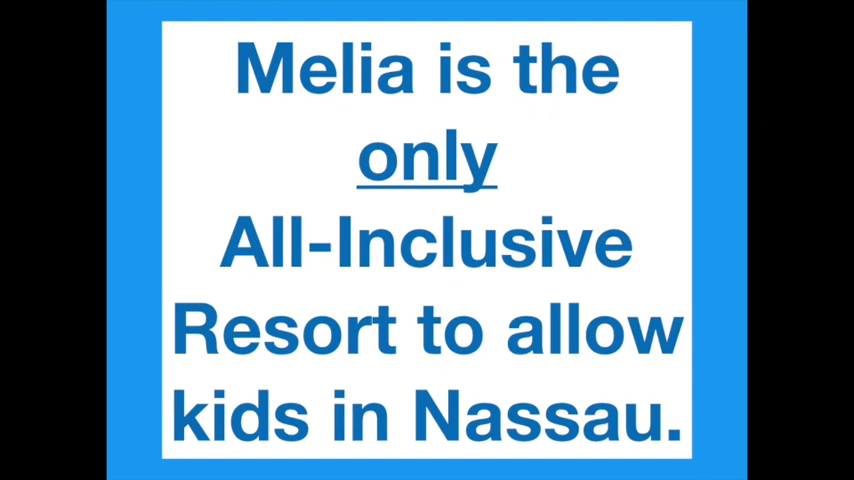 Melia is the
only
All-Inclusive
Resort to allow
kids in Nassau.